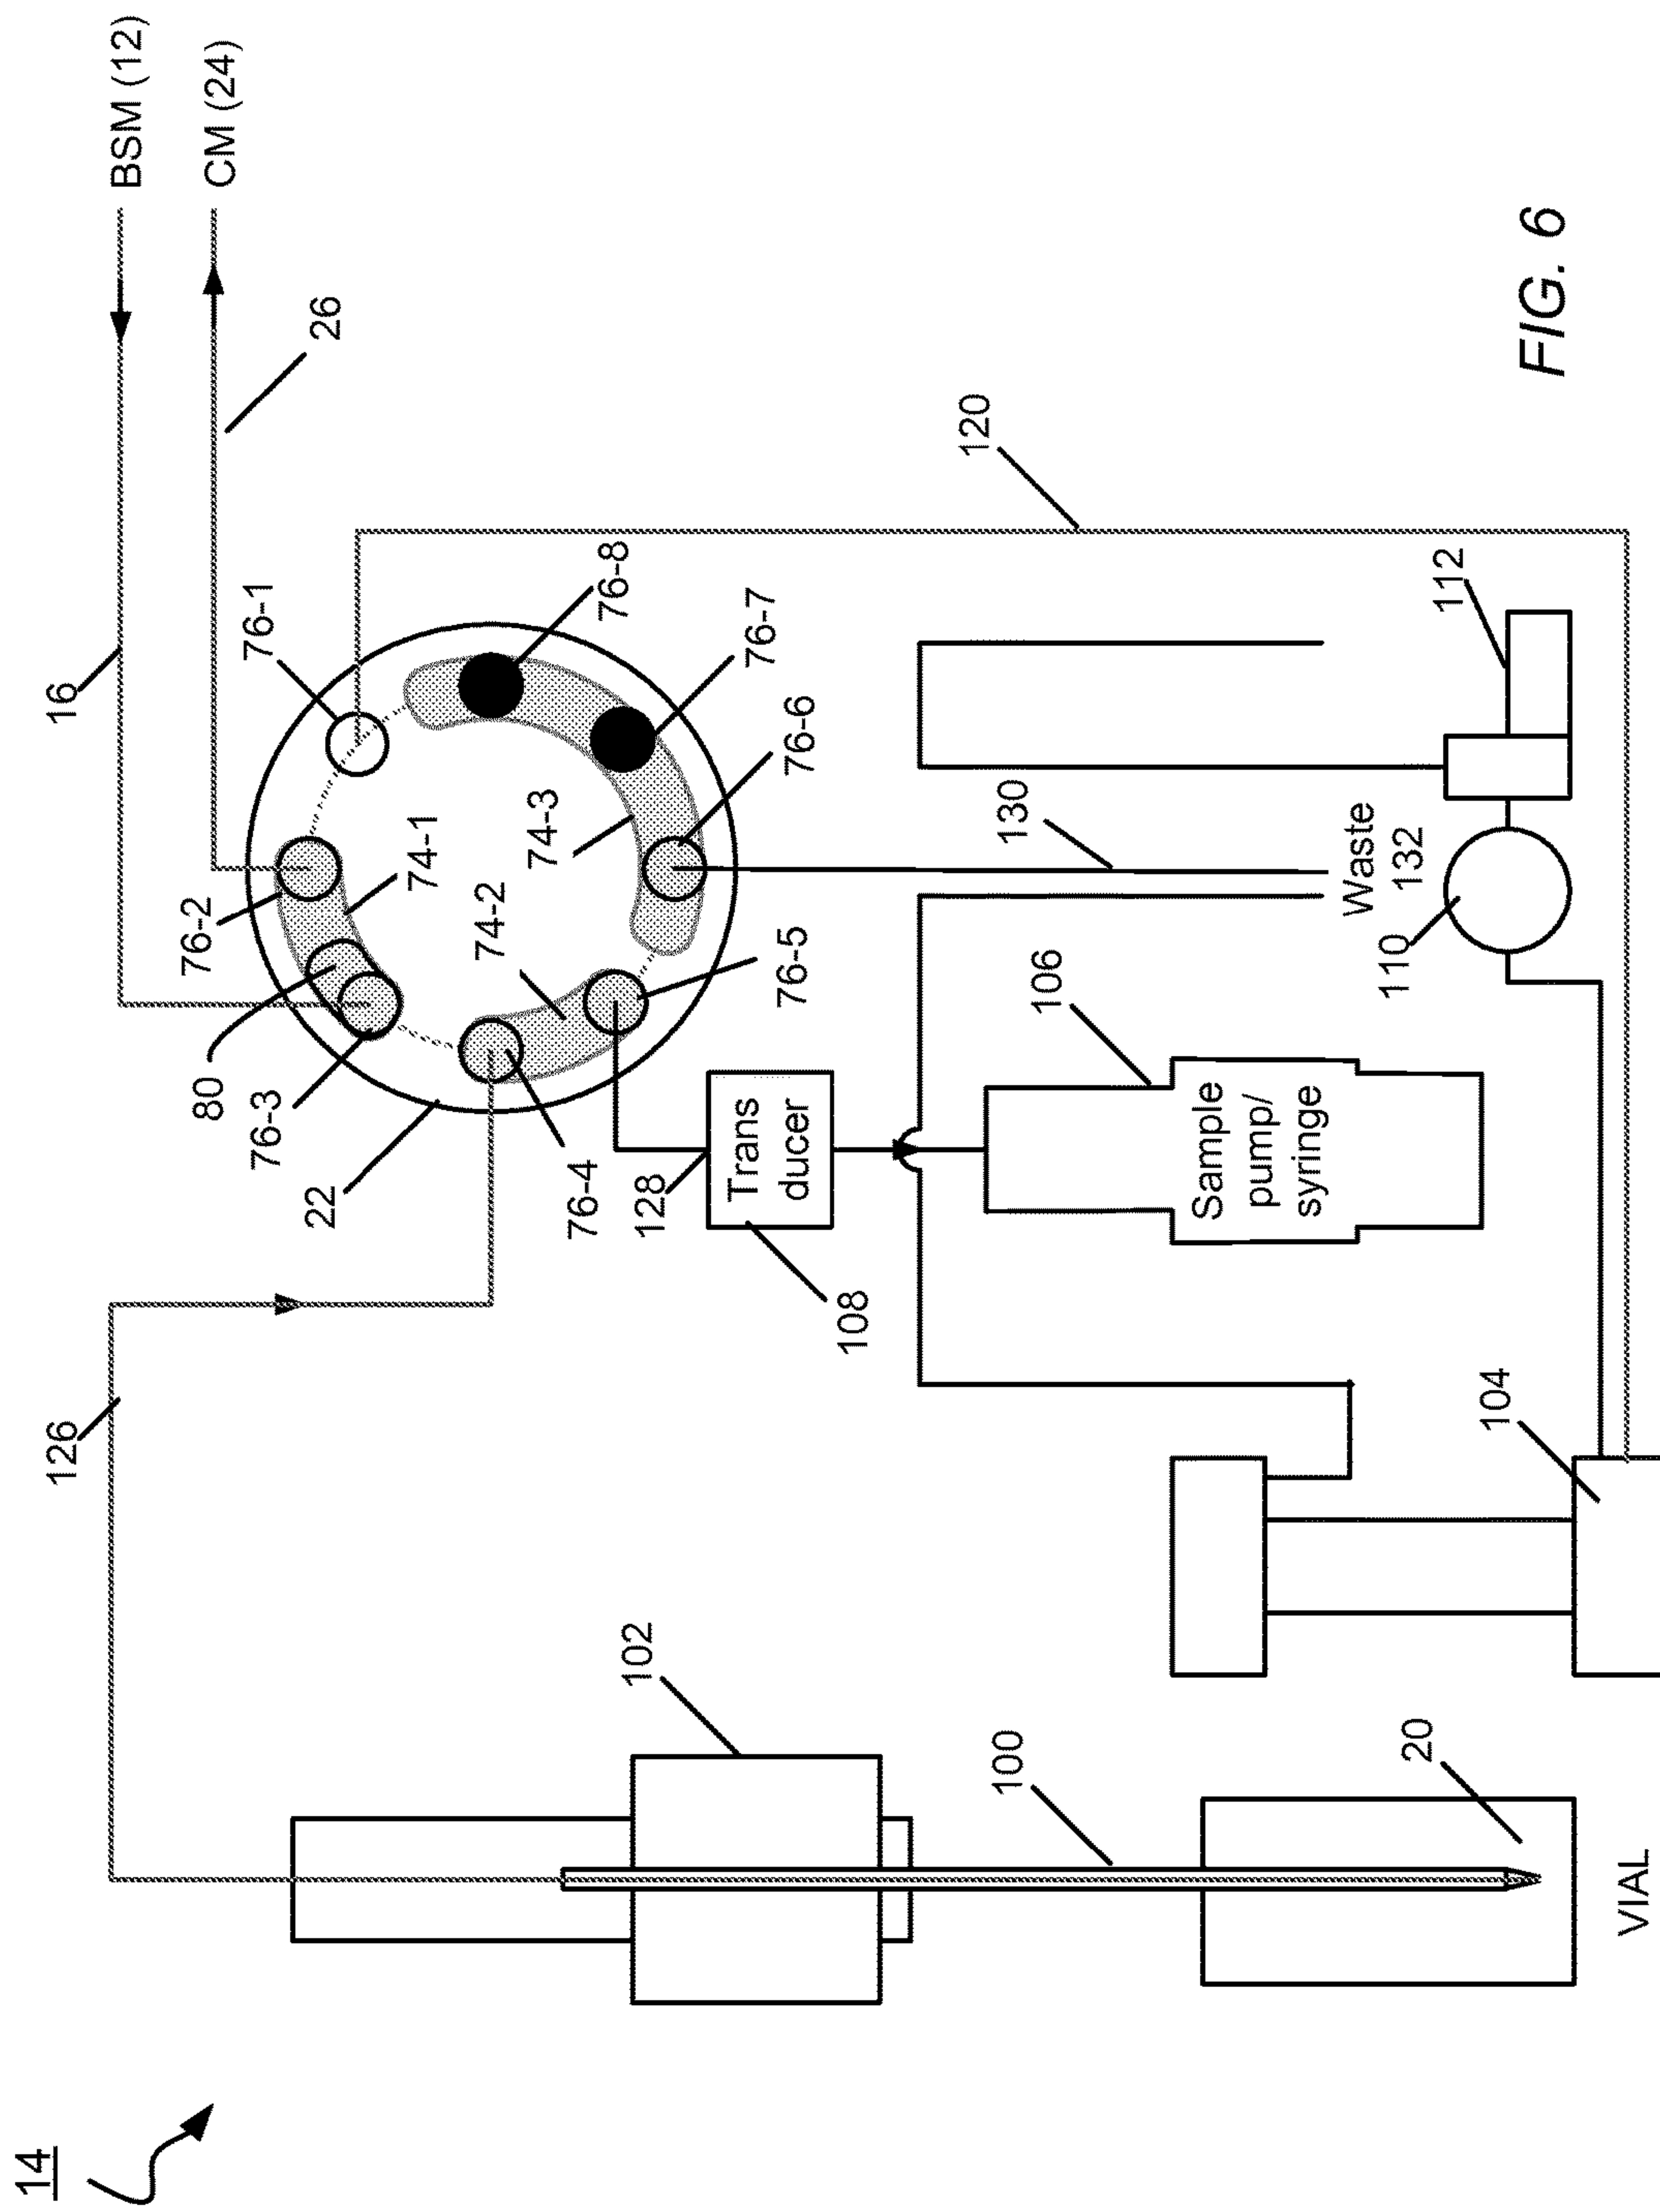 14
126
16
BSM (12)
CM (24)
26
76-2
76-1
80
76-3
22
74-1
76-8
74-3
74-2
76-7
76-6
76-5
76-4
128
Trans
ducer
108
106
Sample
pump/
syringe
130
120
Waste
132
110
112
102
100
104
20
VIAL
FIG. 6